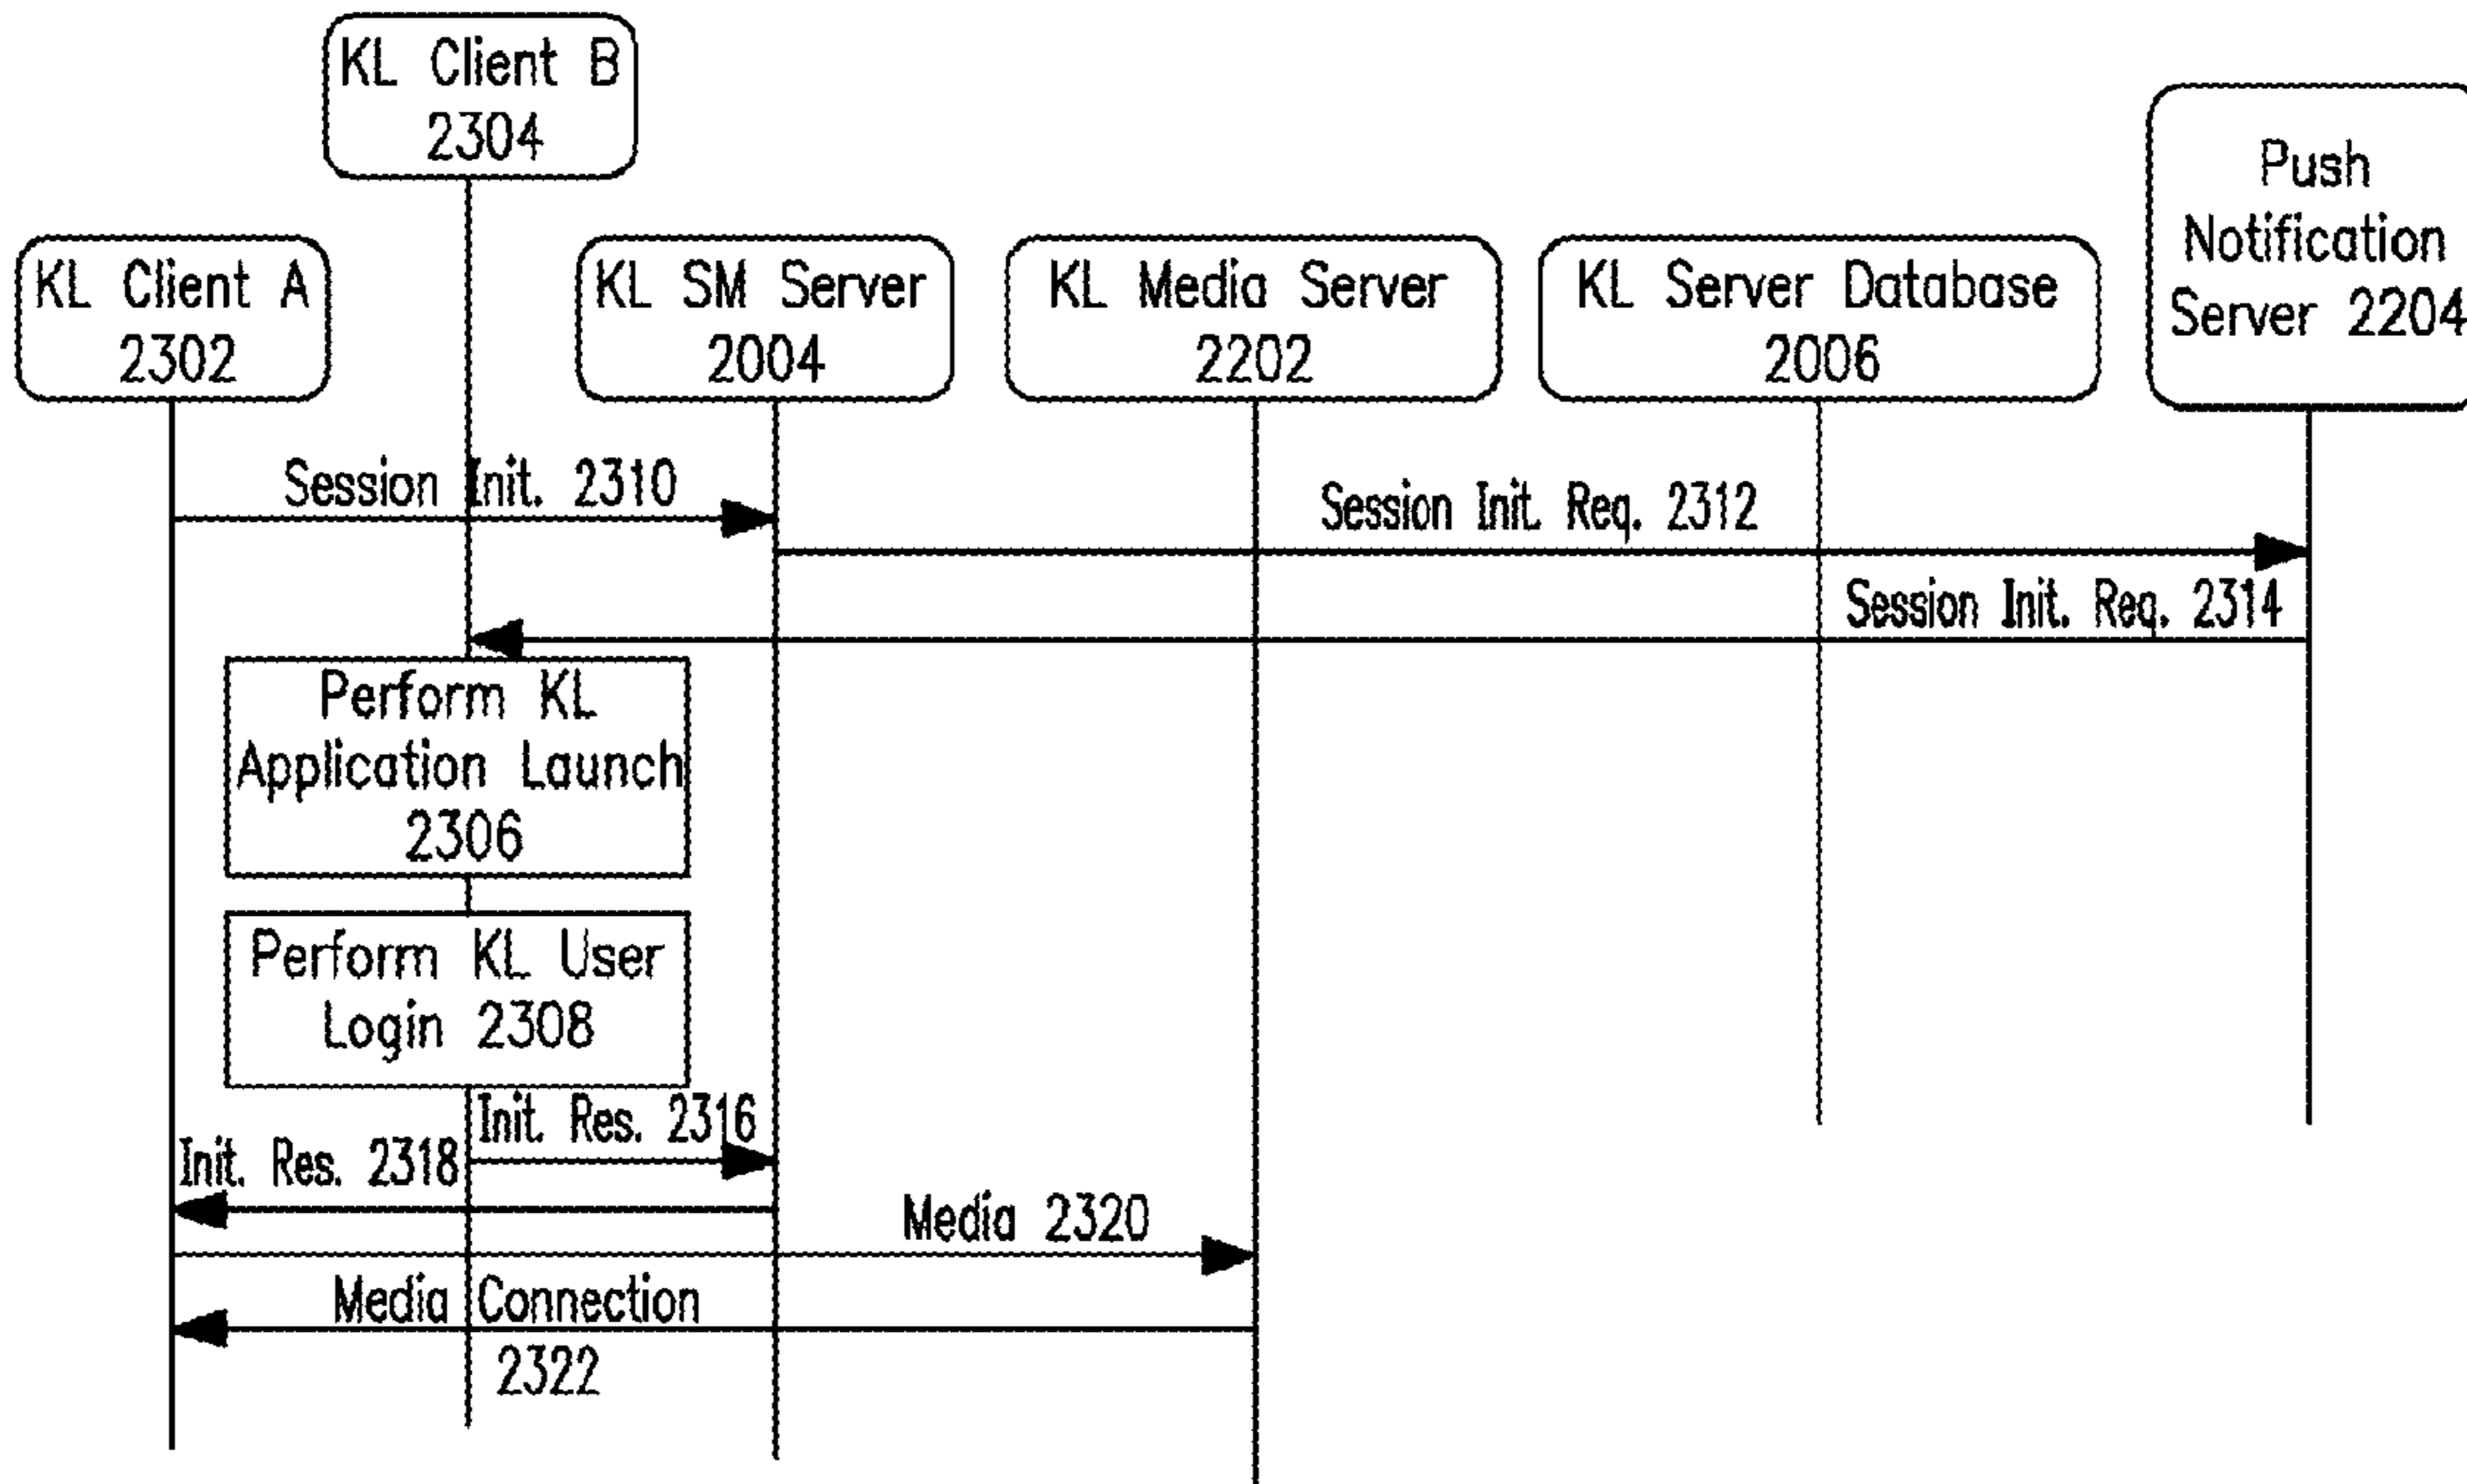 KL Client B
2304
KL Client A
2302
KL SM Server
2004
KL Media Server
2202
KL Server Database
2006
Push
Notification
Server 2204
Session Init. 2310
Session Init. Req. 2312
Session Init. Req. 2314
Perform KL
Application Launch
2306
Perform KL User
Login 2308
Init. Res. 2316
Init. Res. 2318
Media 2320
Media Connection
2322